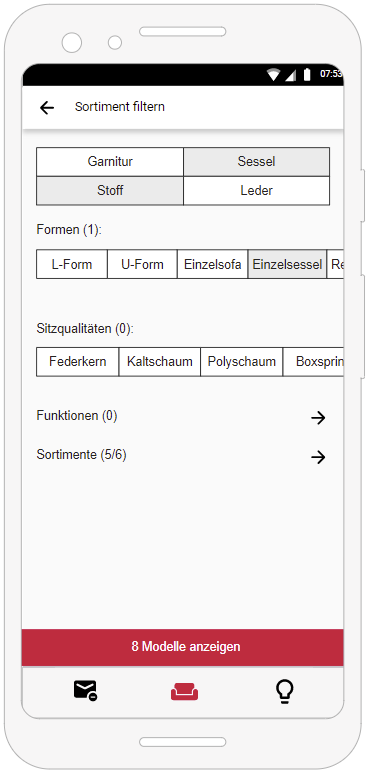 07:53
Sortiment filtern
Garnitur Sessel
Stoff Leder
Formen (1):
L-Form U-Form Einzelsofa Einzelsessel Re
Sitzqualitäten (0):
Federkern Kaltschaum Polyschaum Boxsprin
Funktionen (0)
Sortimente (5/6)
8 Modelle anzeigen